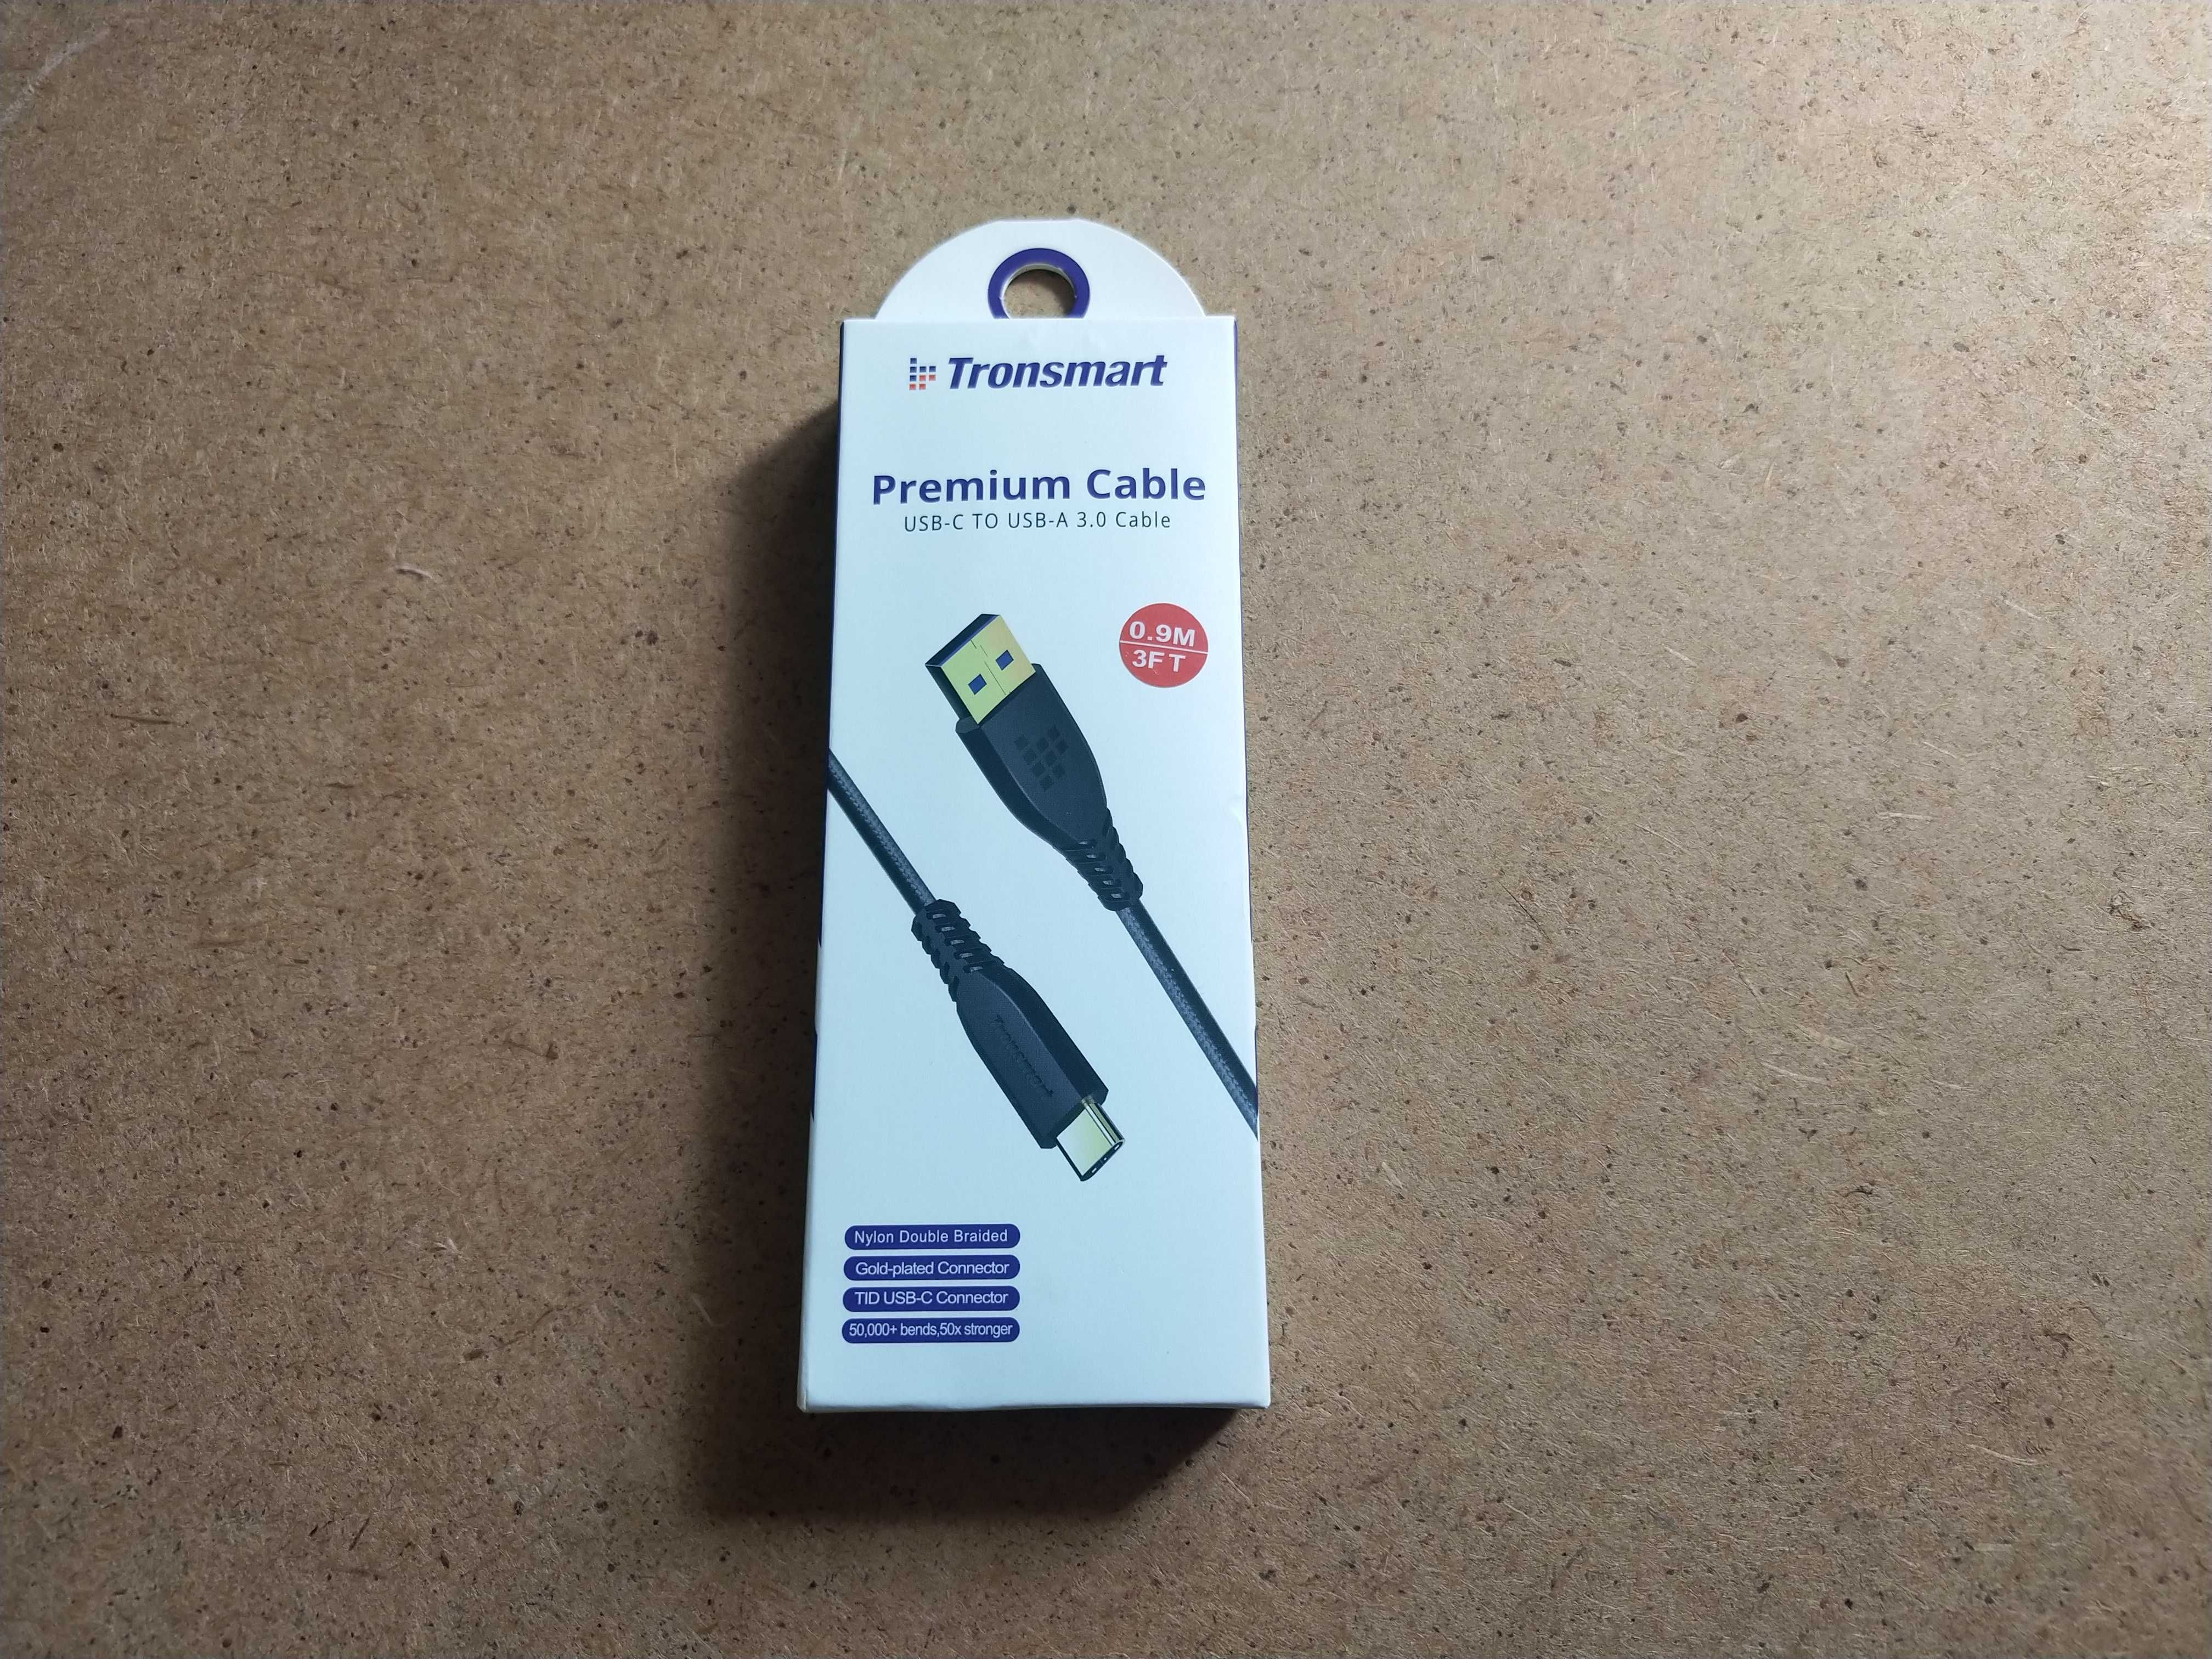 Tronsmart
Premium Cable
USB-C TO USB-A 3.0 Cable
0.9M
3FT
Tronsmart
Nylon Double Braided
Gold-plated Connector
TID USB-C Connector
50,000+ bends,50x stronger